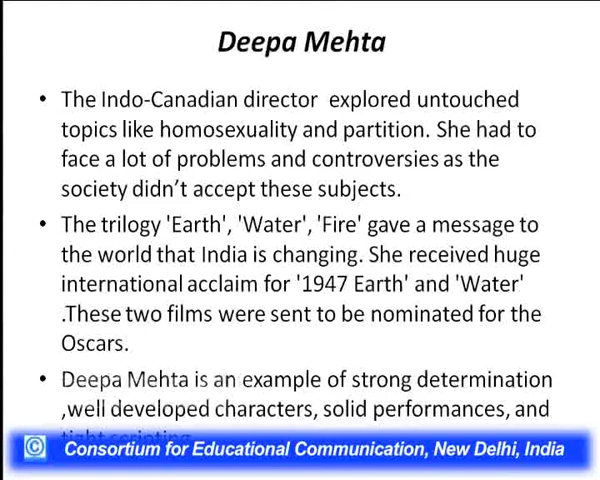 Deepa Mehta
• The Indo-Canadian director explored untouched
topics like homosexuality and partition. She had to
face a lot of problems and controversies as the
society didn't accept these subjects.
• The trilogy 'Earth', 'Water', 'Fire' gave a message to
the world that India is changing. She received huge
international acclaim for '1947 Earth' and 'Water'
.These two films were sent to be nominated for the
Oscars.
• Deepa Mehta is an example of strong determination
,well developed characters, solid performances, and
© Consortium for Educational Communication, New Delhi, India